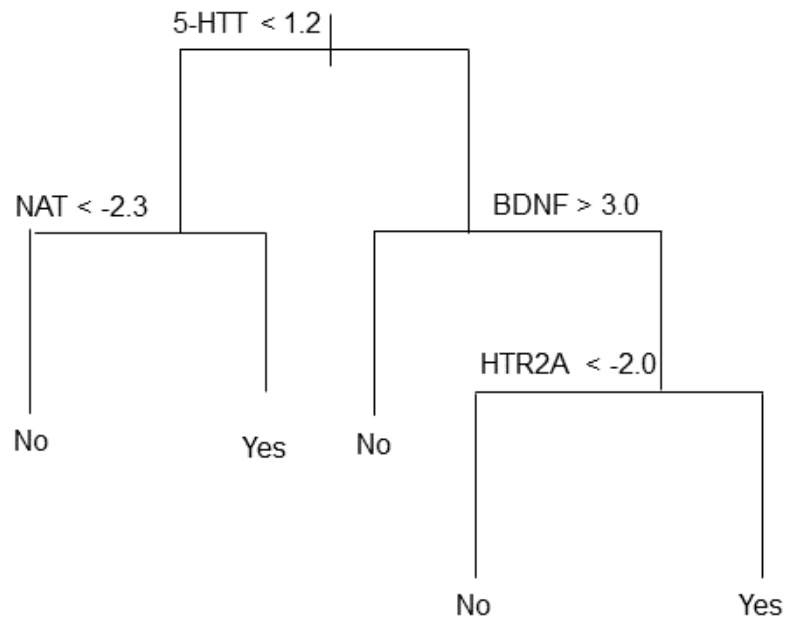 5-HTT < 1.2
NAT < -2.3
BDNF > 3.0
HTR2A < -2.0
No
Yes
No
No
Yes